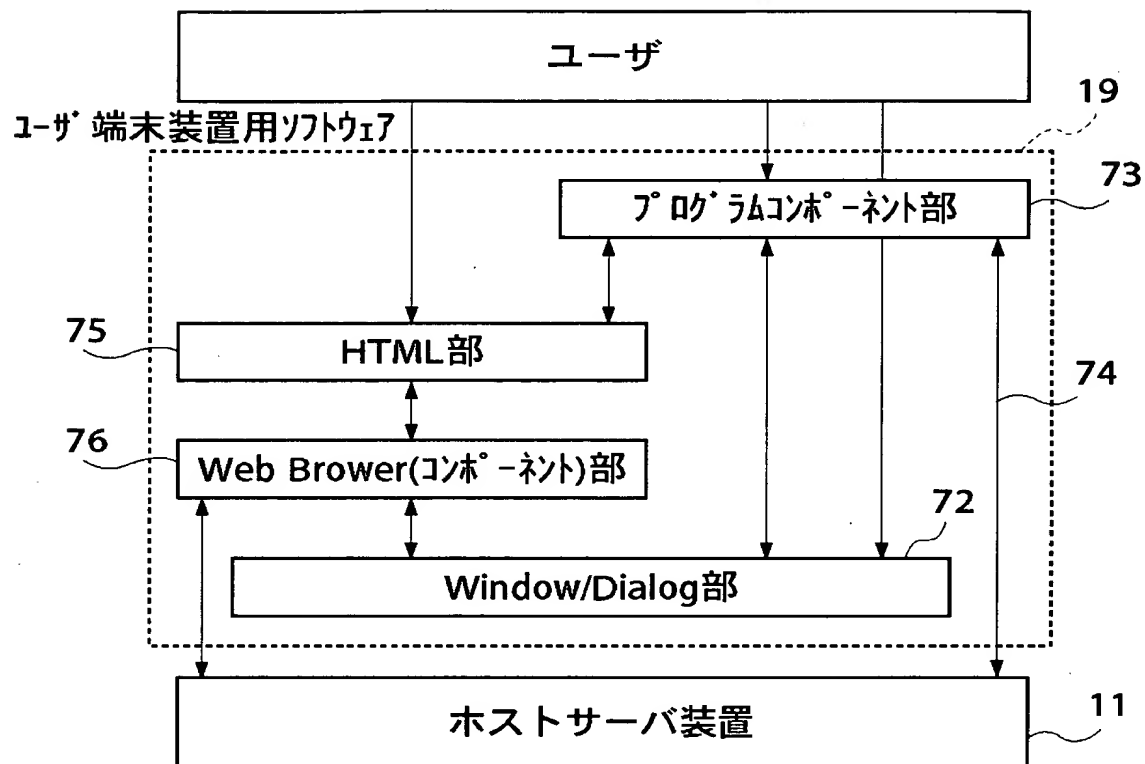 ユーザ
19
ﾕｰｻﾞ端末装置用ｿﾌﾄｳｪｱ
73
ﾌﾟﾛｸﾞﾗﾑｺﾝﾎﾟｰﾈﾝﾄ部
75
HTML部
74
76
Web Brower(ｺﾝﾎﾟｰﾈﾝﾄ)部
72
Window/Dialog部
ホストサーバ装置
11